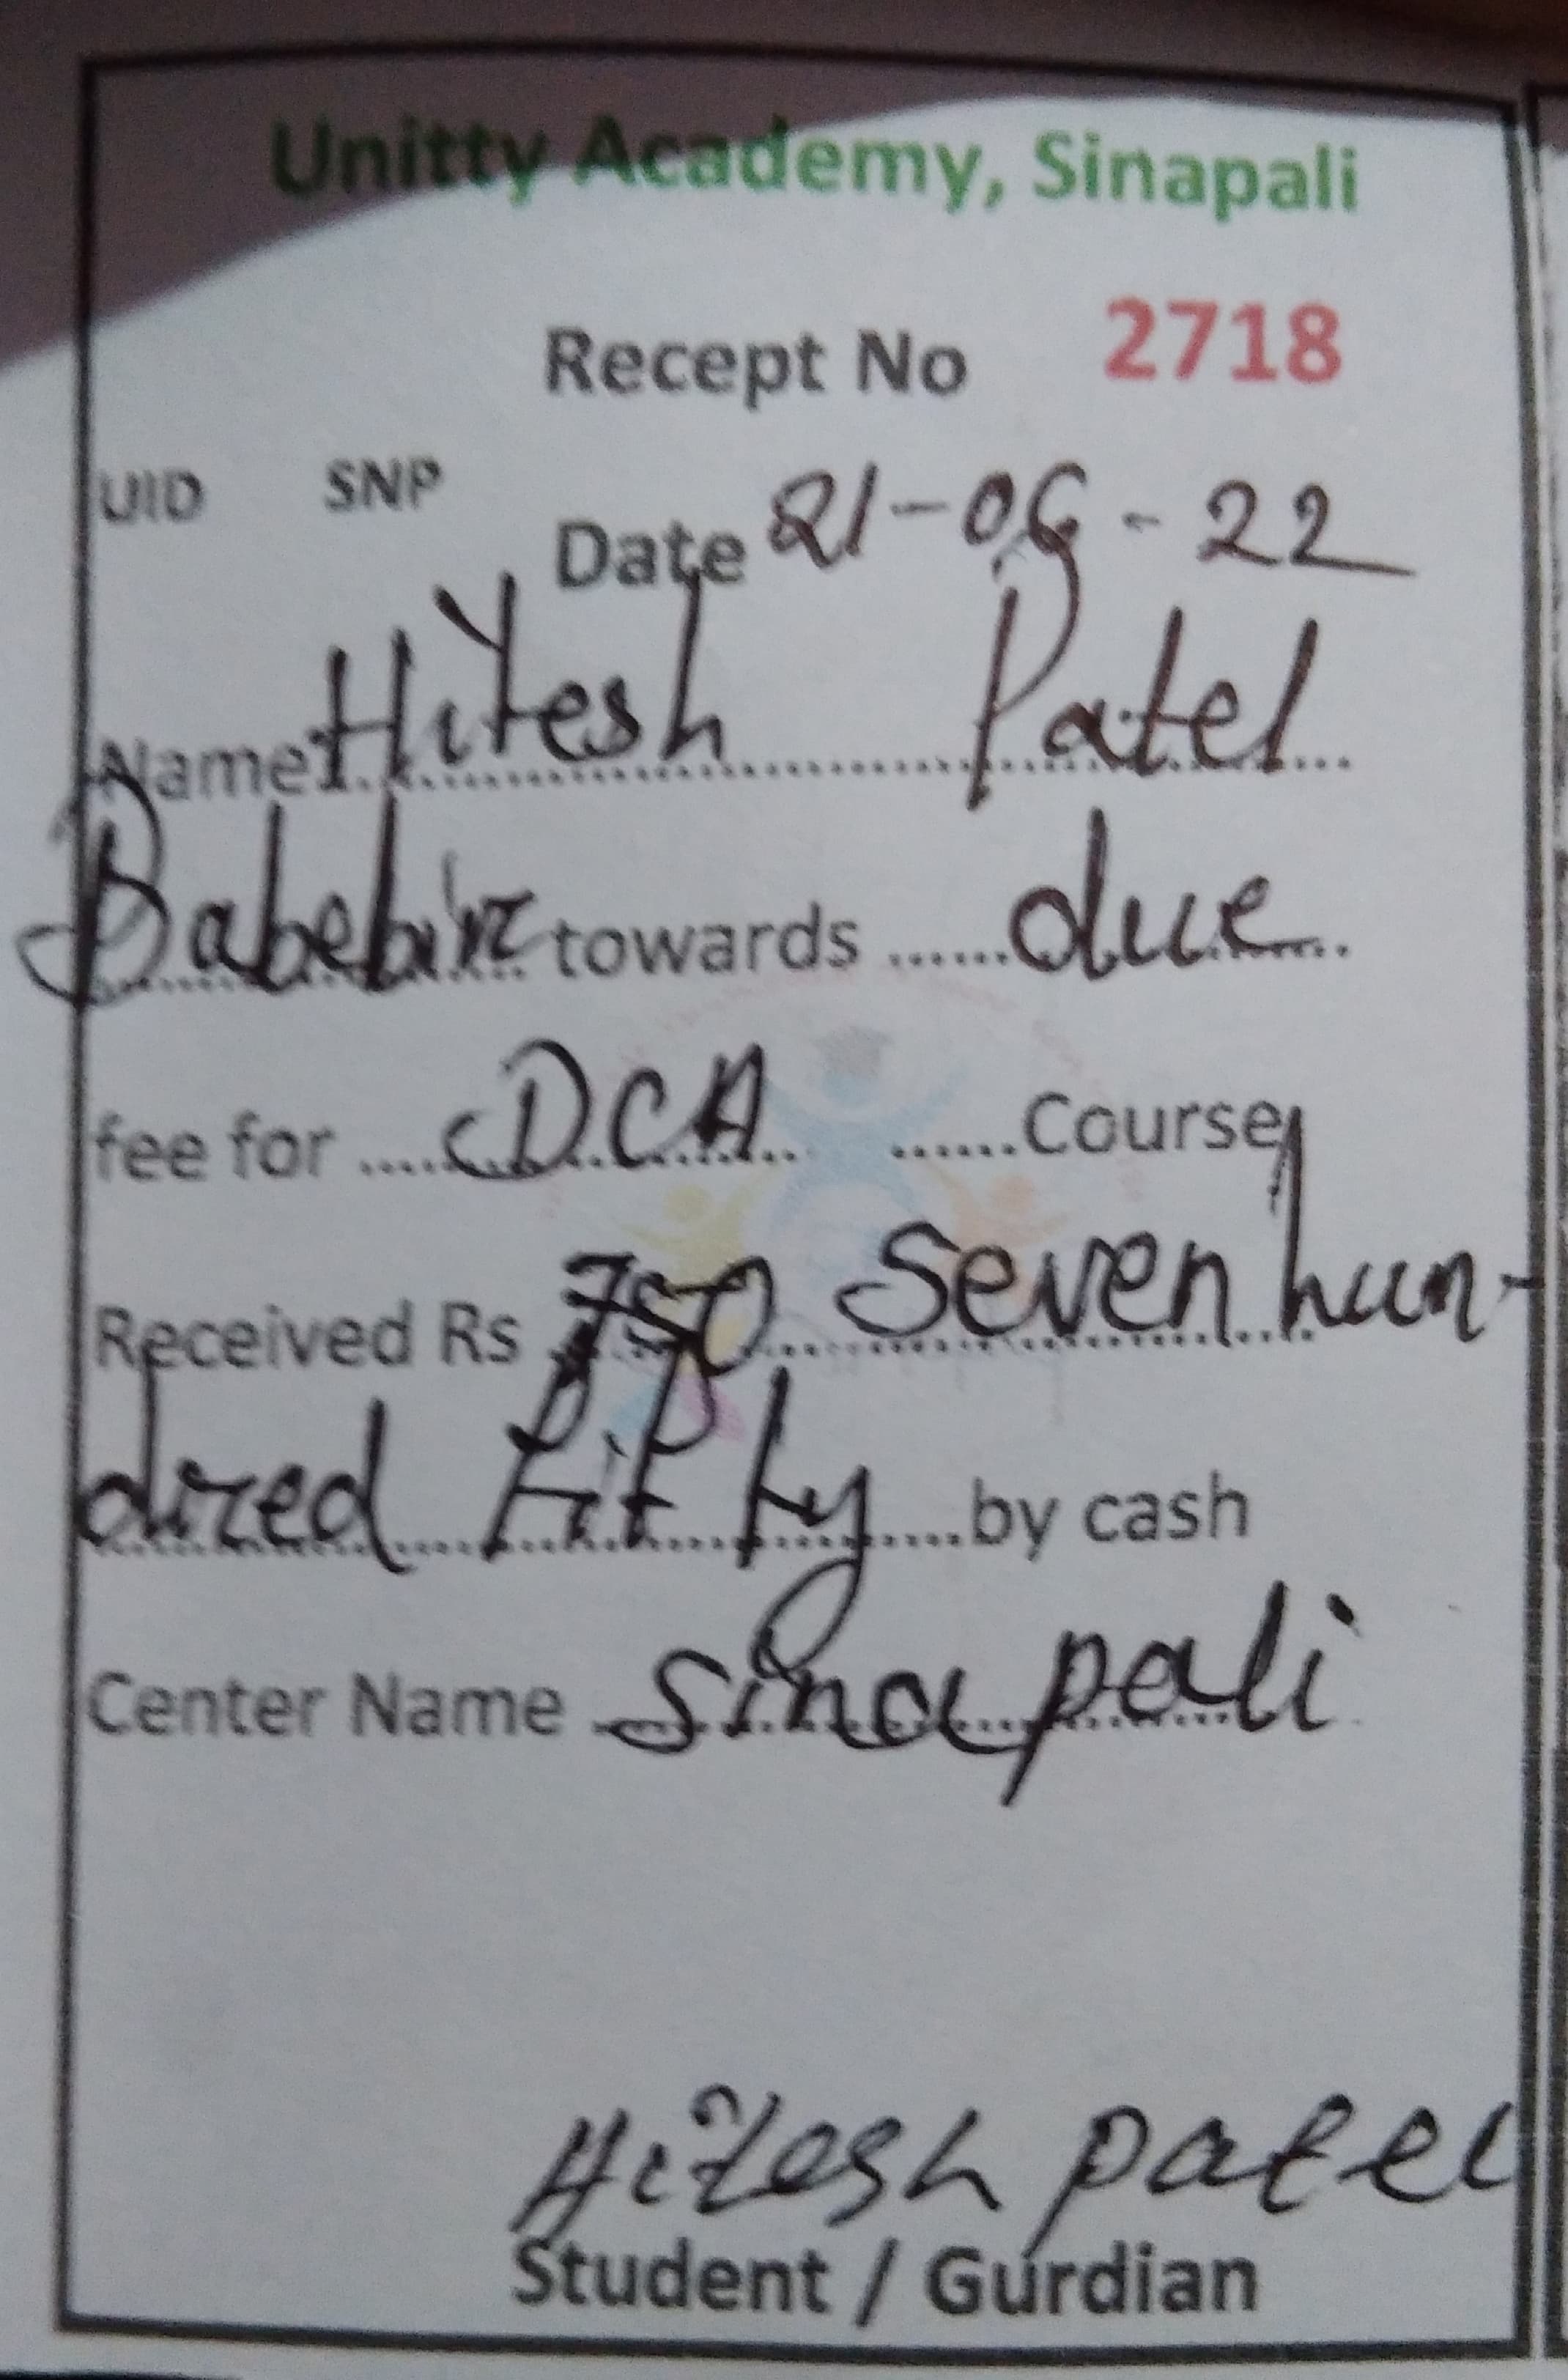 Unitty Academy, Sinapali
Recept No 2718
UID SNP
Date 21-06-22
Name Hitesh Patel
Babebirz towards ...... due
fee for .... DCA ...... Course
Received Rs 750 Seven hun-
dred Fifty .... by cash
Center Name Sinapali
Hitesh patel
Student / Gurdian